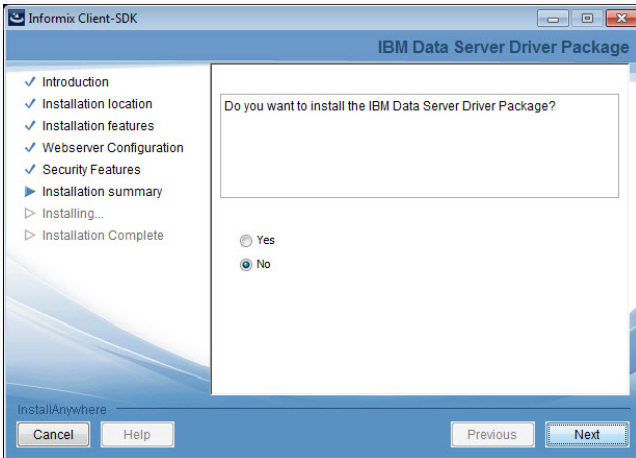 Informix Client-SDK
IBM Data Server Driver Package
Introduction
Installation location
Installation features
Webserver Configuration
Security Features
Installation summary
Installing...
Installation Complete
Do you want to install the IBM Data Server Driver Package?
Yes
No
InstallAnywhere
Cancel
Help
Previous
Next